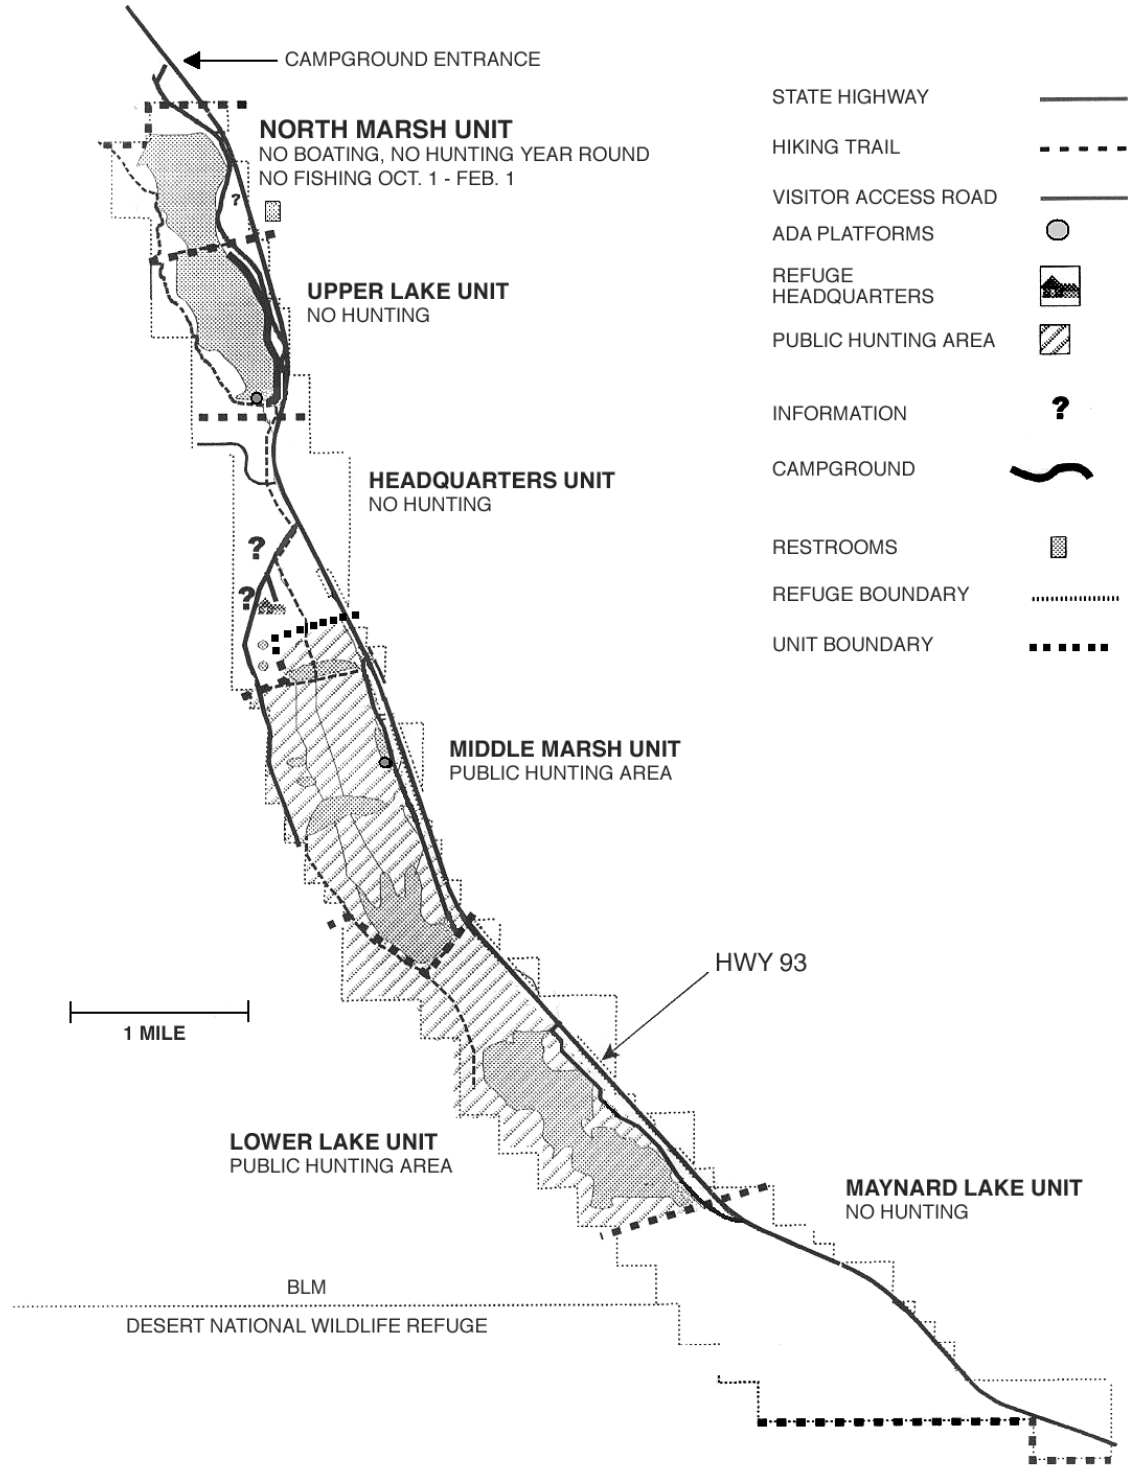 CAMPGROUND ENTRANCE
NORTH MARSH UNIT
NO BOATING, NO HUNTING YEAR ROUND
NO FISHING OCT. 1 - FEB. 1
?
UPPER LAKE UNIT
NO HUNTING
HEADQUARTERS UNIT
NO HUNTING
?
?
MIDDLE MARSH UNIT
PUBLIC HUNTING AREA
HWY 93
1 MILE
LOWER LAKE UNIT
PUBLIC HUNTING AREA
MAYNARD LAKE UNIT
NO HUNTING
BLM
DESERT NATIONAL WILDLIFE REFUGE
STATE HIGHWAY
HIKING TRAIL
VISITOR ACCESS ROAD
ADA PLATFORMS
REFUGE
HEADQUARTERS
PUBLIC HUNTING AREA
INFORMATION ?
CAMPGROUND
RESTROOMS
REFUGE BOUNDARY
UNIT BOUNDARY